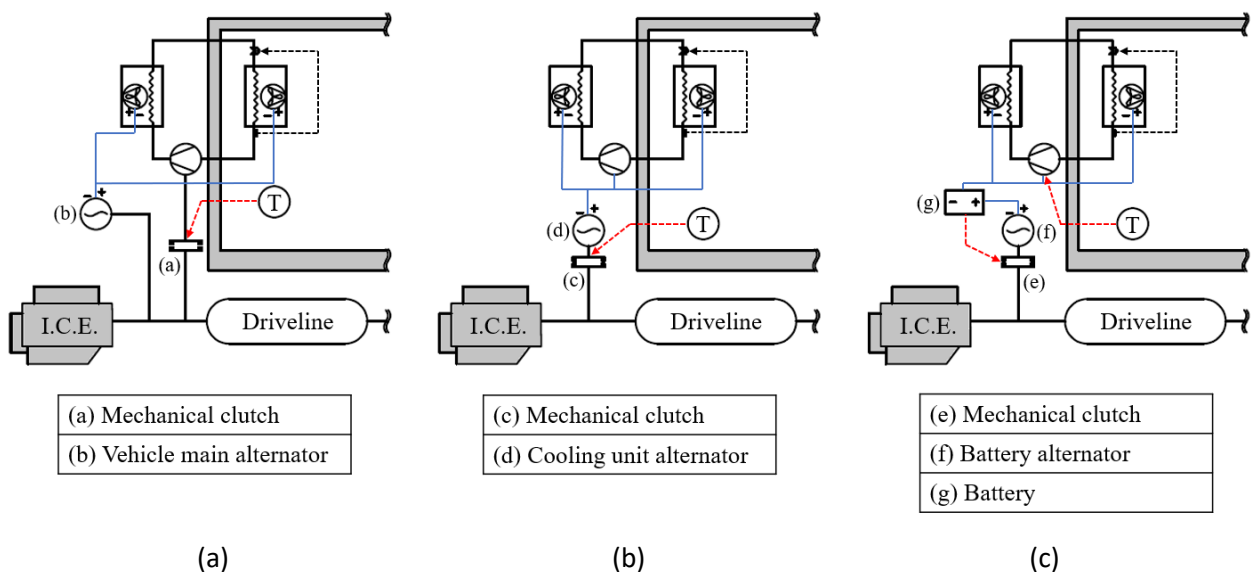 (b)
T
(a)
I.C.E.
Driveline
(a) Mechanical clutch
(b) Vehicle main alternator
(a)
(d)
T
(c)
I.C.E.
Driveline
(c) Mechanical clutch
(d) Cooling unit alternator
(b)
(g)
- +
(f)
T
(e)
I.C.E.
Driveline
(e) Mechanical clutch
(f) Battery alternator
(g) Battery
(c)